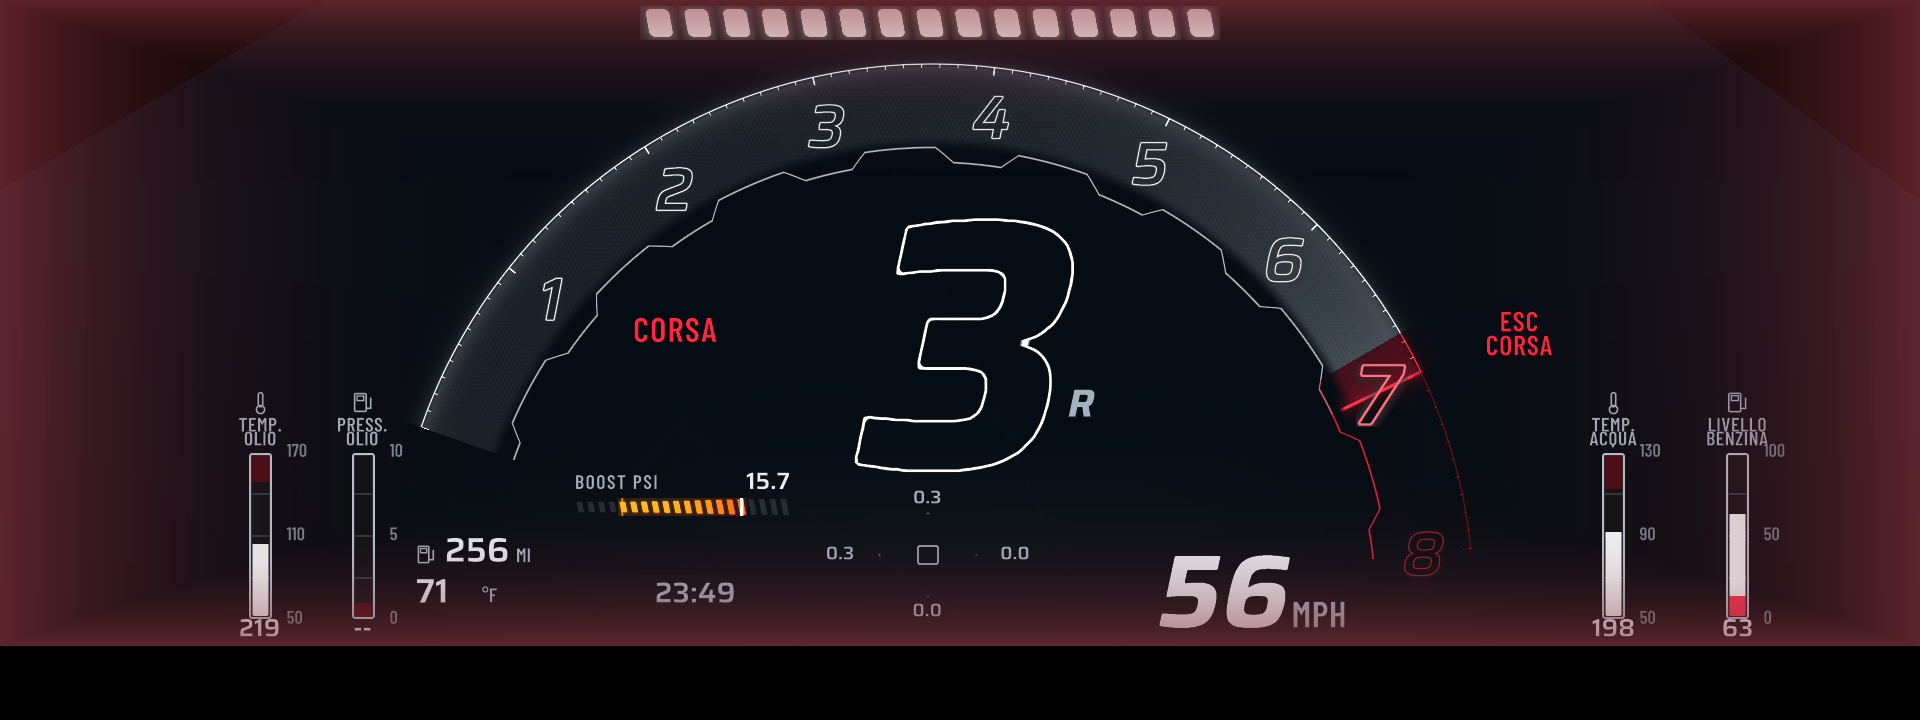 1
2
3
4
5
6
7
8
3
R
CORSA
ESC
CORSA
TEMP.
OLIO
170
110
50
219
PRESS.
OLIO
10
5
0
--
BOOST PSI 15.7
256 MI
71 °F
23:49
0.3
0.3 0.0
0.0
56 MPH
TEMP.
ACQUA
130
90
50
198
LIVELLO
BENZINA
100
50
0
63